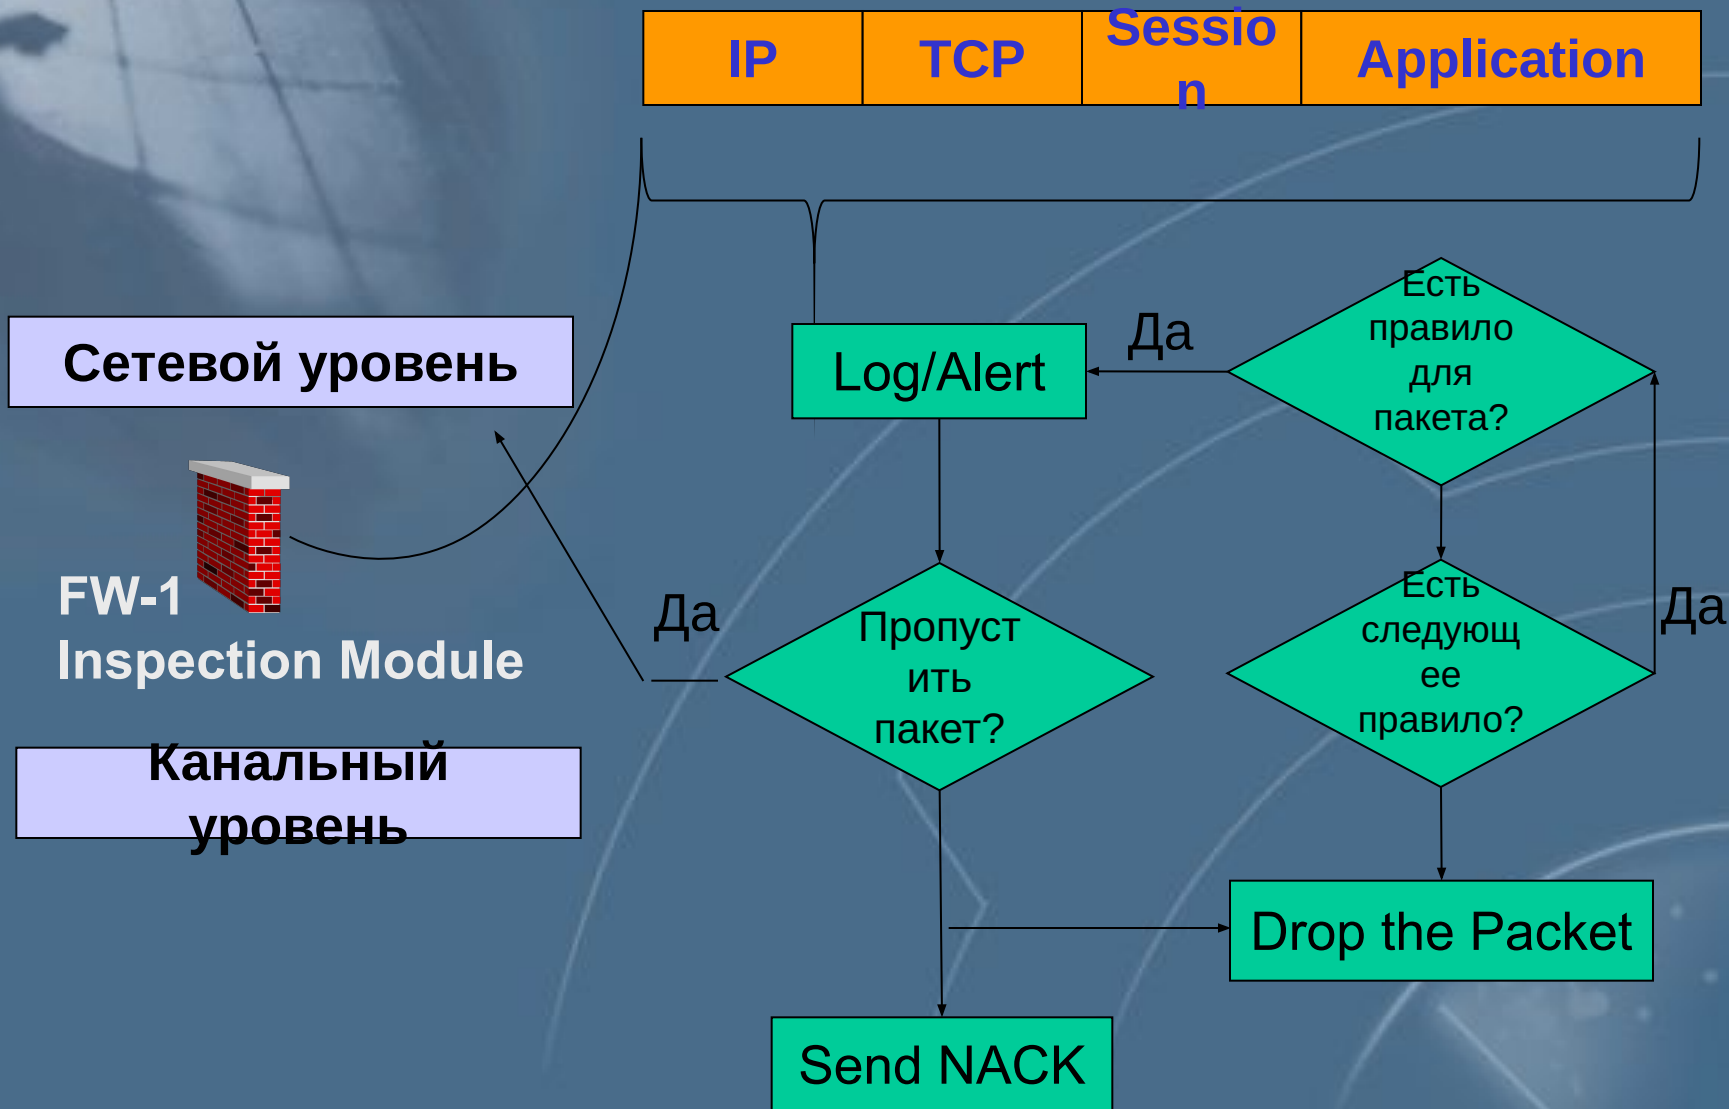 IP
TCP
Sessio
n
Application
Есть
правило
для
пакета?
Да
Log/Alert
Сетевой уровень
FW-1
Inspection Module
Да
Пропуст
ить
пакет?
Есть
следующ
ее
правило?
Да
Канальный
уровень
Drop the Packet
Send NACK